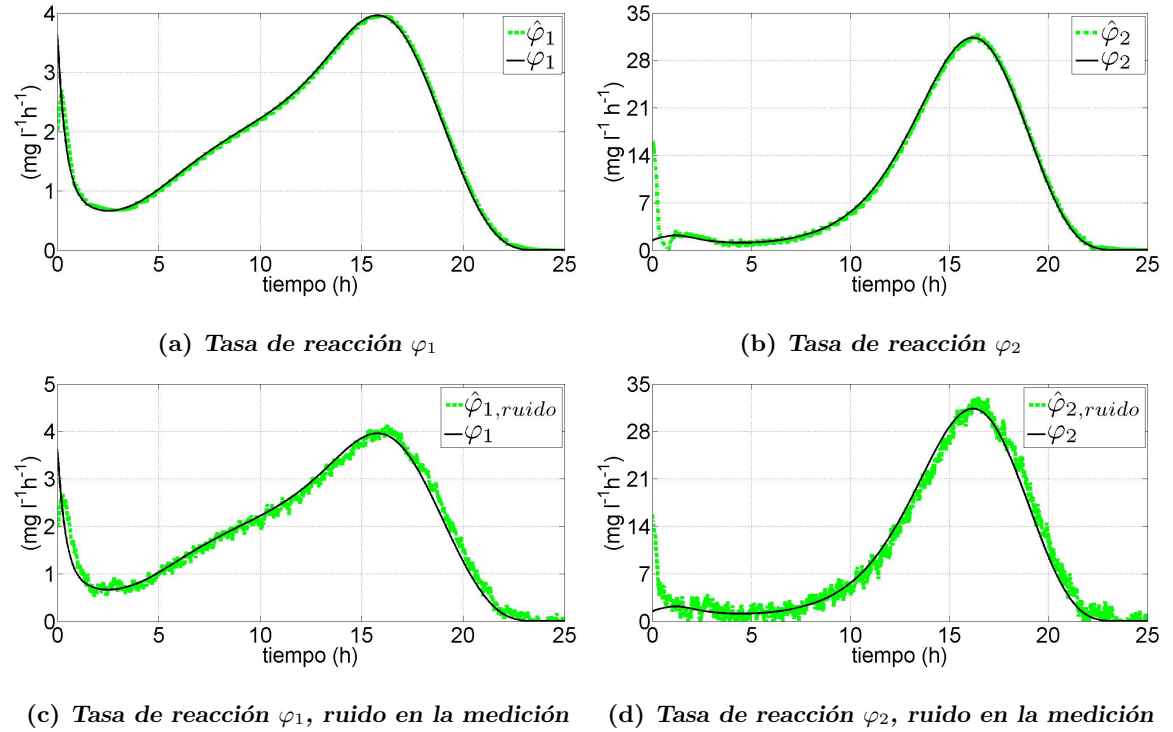 4
3
2
1
0
(mg l⁻¹h⁻¹)
φ̂₁
φ₁
0 5 10 15 20 25
tiempo (h)
(a) Tasa de reacción φ₁
35
28
21
14
7
0
(mg l⁻¹ h⁻¹)
φ̂₂
φ₂
0 5 10 15 20 25
tiempo (h)
(b) Tasa de reacción φ₂
5
4
3
2
1
0
(mg l⁻¹h⁻¹)
φ̂₁,ruido
φ₁
0 5 10 15 20 25
tiempo (h)
(c) Tasa de reacción φ₁, ruido en la medición
35
28
21
14
7
0
(mg l⁻¹h⁻¹)
φ̂₂,ruido
φ₂
0 5 10 15 20 25
tiempo (h)
(d) Tasa de reacción φ₂, ruido en la medición